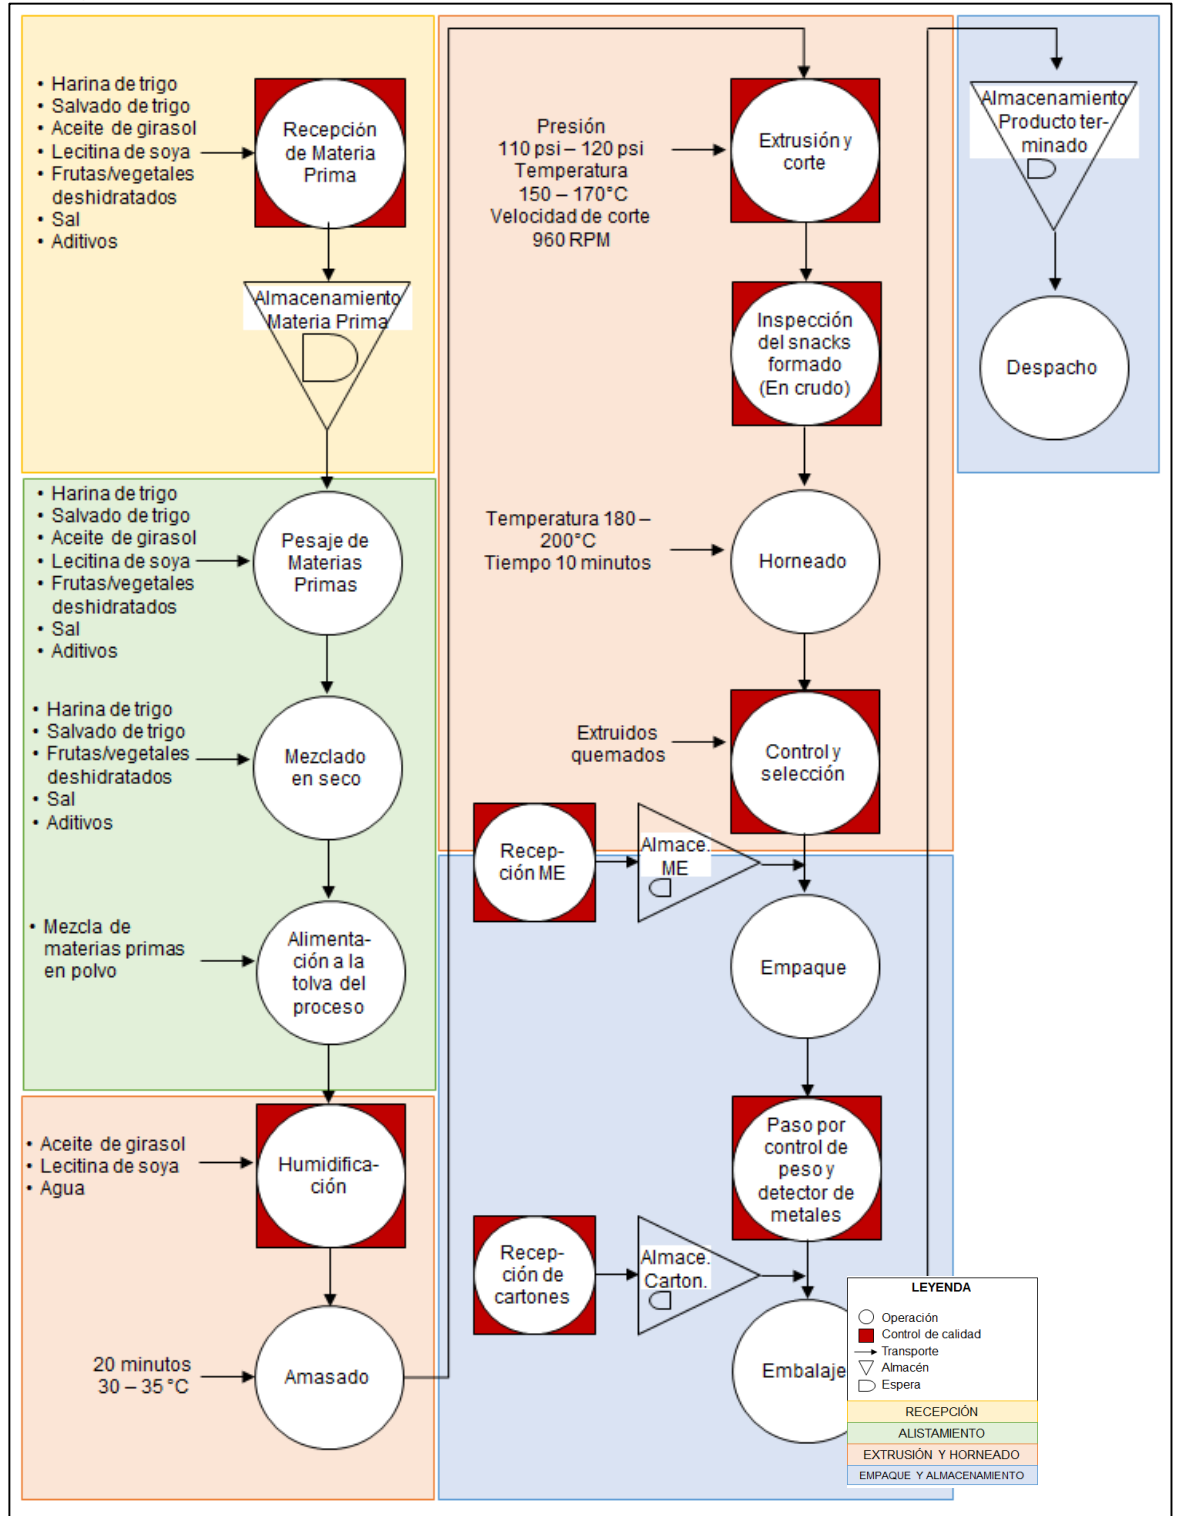 • Harina de trigo
• Salvado de trigo
• Aceite de girasol
• Lecitina de soya
• Frutas/vegetales
deshidratados
• Sal
• Aditivos
Recepción
de Materia
Prima
Almacenamiento
Materia Prima
• Harina de trigo
• Salvado de trigo
• Aceite de girasol
• Lecitina de soya
• Frutas/vegetales
deshidratados
• Sal
• Aditivos
Pesaje de
Materias
Primas
• Harina de trigo
• Salvado de trigo
• Frutas/vegetales
deshidratados
• Sal
• Aditivos
Mezclado
en seco
• Mezcla de
materias primas
en polvo
Alimenta-
ción a la
tolva del
proceso
• Aceite de girasol
• Lecitina de soya
• Agua
Humidifica-
ción
20 minutos
30 – 35 °C
Amasado
Presión
110 psi – 120 psi
Temperatura
150 – 170°C
Velocidad de corte
960 RPM
Extrusión y
corte
Inspección
del snacks
formado
(En crudo)
Temperatura 180 –
200°C
Tiempo 10 minutos
Horneado
Extruidos
quemados
Control y
selección
Recep-
ción ME
Almace.
ME
Empaque
Paso por
control de
peso y
detector de
metales
Recep-
ción de
cartones
Almace.
Carton.
Embalaje
Almacenamiento
Producto ter-
minado
Despacho
LEYENDA
Operación
Control de calidad
Transporte
Almacén
Espera
RECEPCIÓN
ALISTAMIENTO
EXTRUSIÓN Y HORNEADO
EMPAQUE Y ALMACENAMIENTO